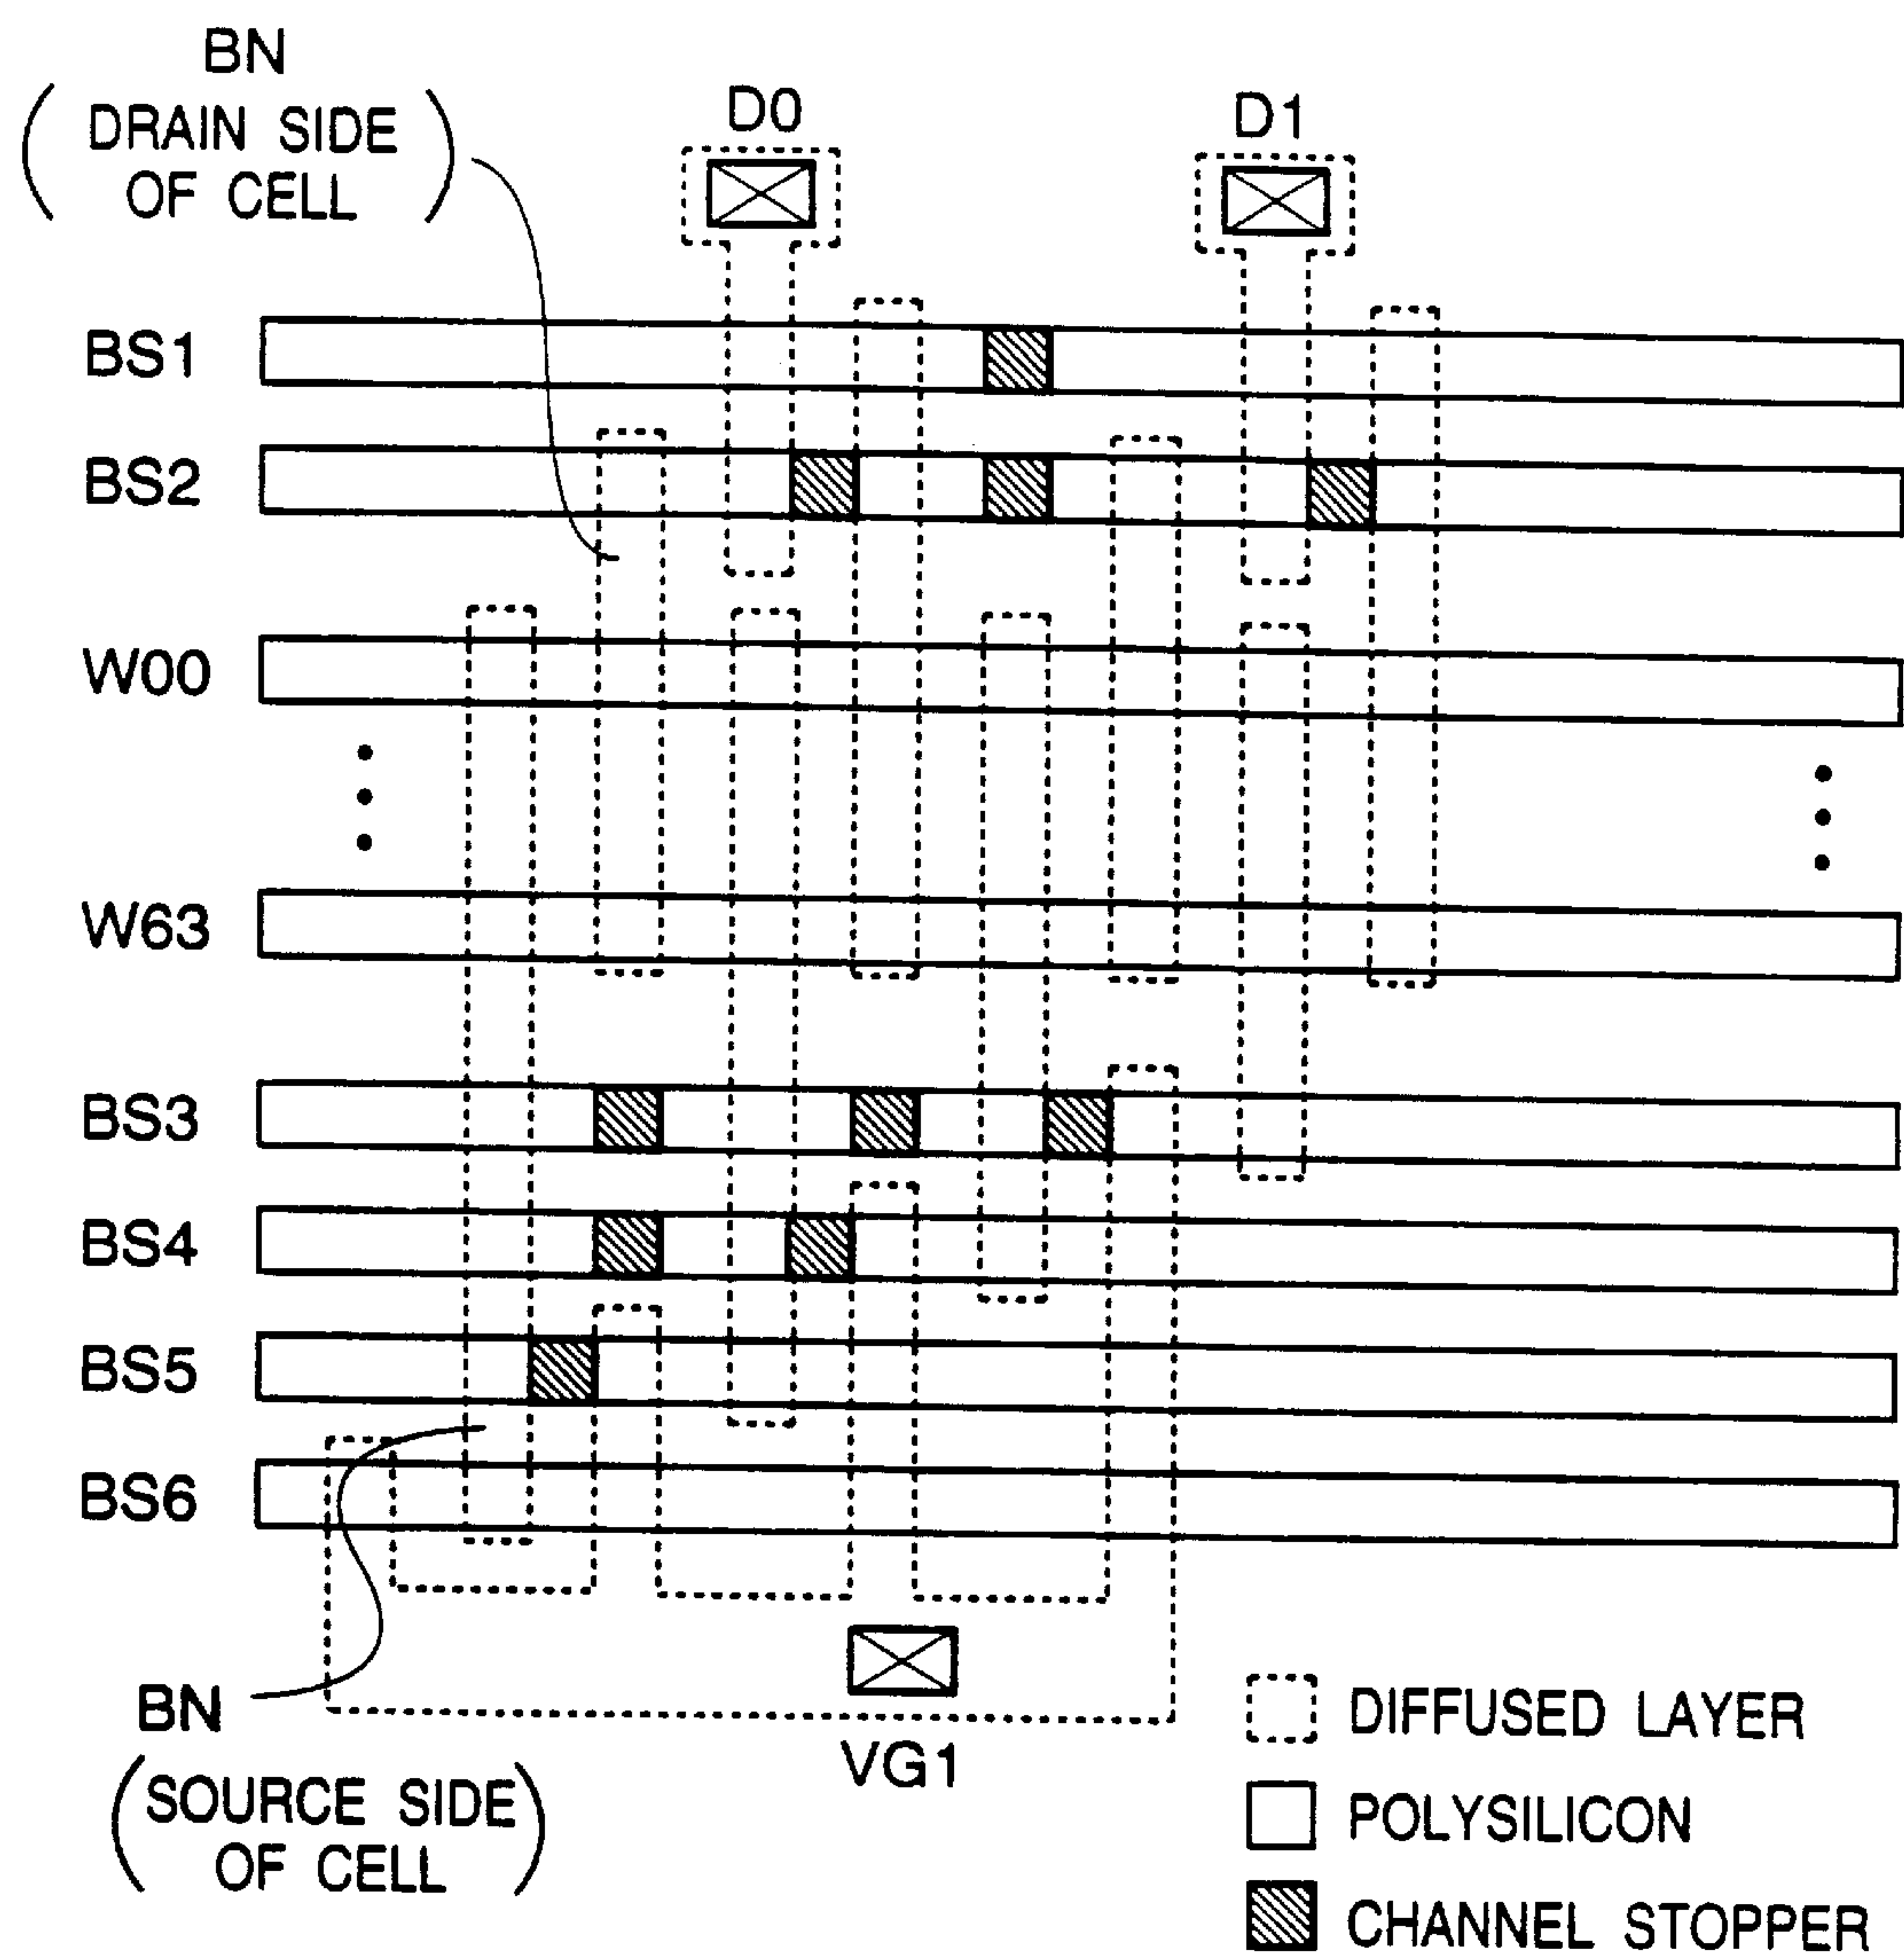 BN
DRAIN SIDE
OF CELL
D0
D1
BS1
BS2
W00
W63
BS3
BS4
BS5
BS6
BN
SOURCE SIDE
OF CELL
VG1
DIFFUSED LAYER
POLYSILICON
CHANNEL STOPPER